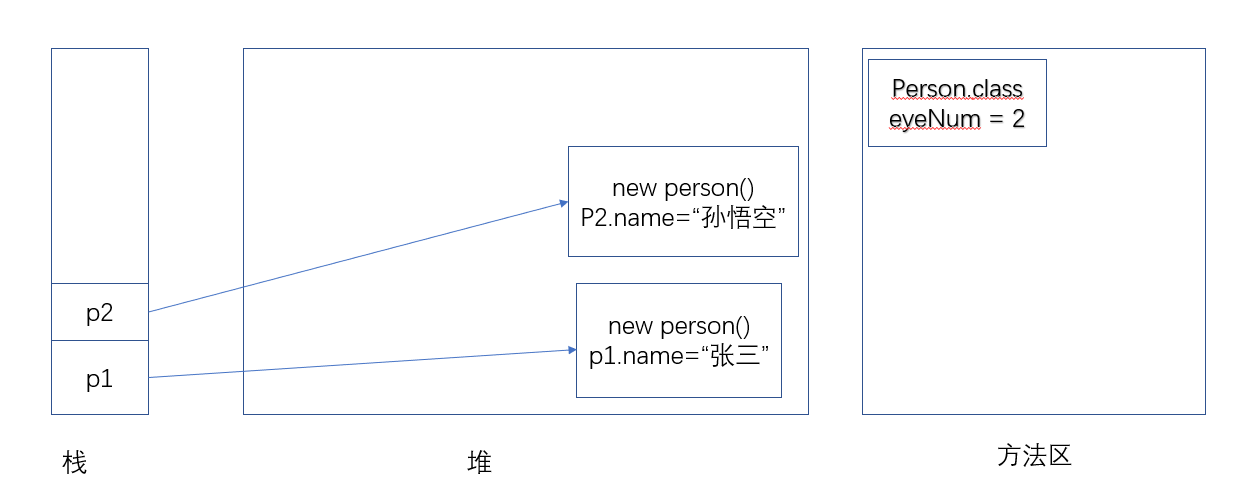 Person.class
eyeNum = 2
new person()
P2.name=“孙悟空”
p2
new person()
p1.name=“张三”
p1
栈
堆
方法区